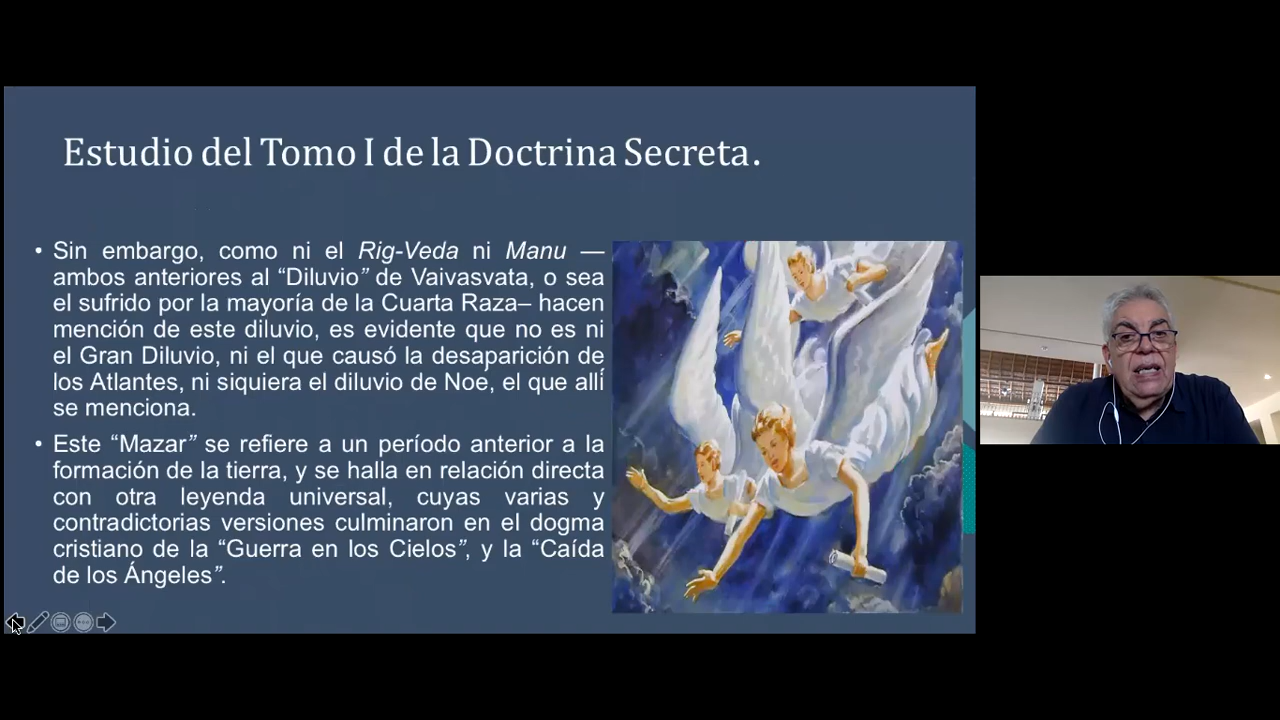 Estudio del Tomo I de la Doctrina Secreta.
• Sin embargo, como ni el Rig-Veda ni Manu —
ambos anteriores al “Diluvio” de Vaivasvata, o sea
el sufrido por la mayoría de la Cuarta Raza– hacen
mención de este diluvio, es evidente que no es ni
el Gran Diluvio, ni el que causó la desaparición de
los Atlantes, ni siquiera el diluvio de Noe, el que allí
se menciona.
• Este “Mazar” se refiere a un período anterior a la
formación de la tierra, y se halla en relación directa
con otra leyenda universal, cuyas varias y
contradictorias versiones culminaron en el dogma
cristiano de la “Guerra en los Cielos”, y la “Caída
de los Ángeles”.